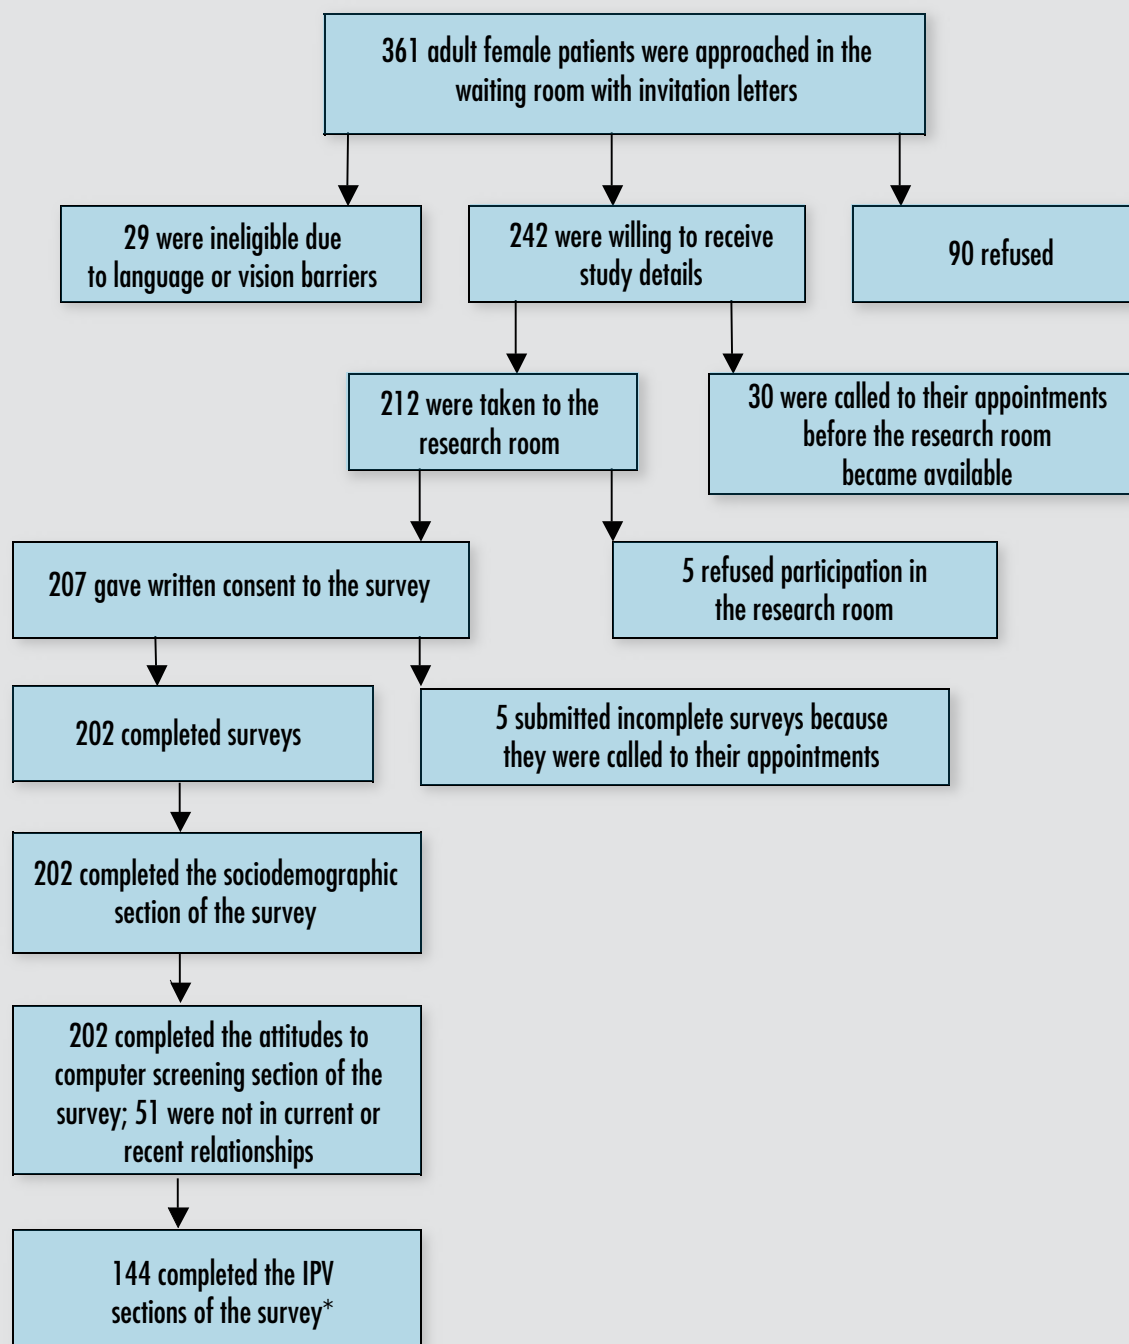 361 adult female patients were approached in the
waiting room with invitation letters
29 were ineligible due
to language or vision barriers
242 were willing to receive
study details
90 refused
212 were taken to the
research room
30 were called to their appointments
before the research room
became available
207 gave written consent to the survey
5 refused participation in
the research room
202 completed surveys
5 submitted incomplete surveys because
they were called to their appointments
202 completed the sociodemographic
section of the survey
202 completed the attitudes to
computer screening section of the
survey; 51 were not in current or
recent relationships
144 completed the IPV
sections of the survey*